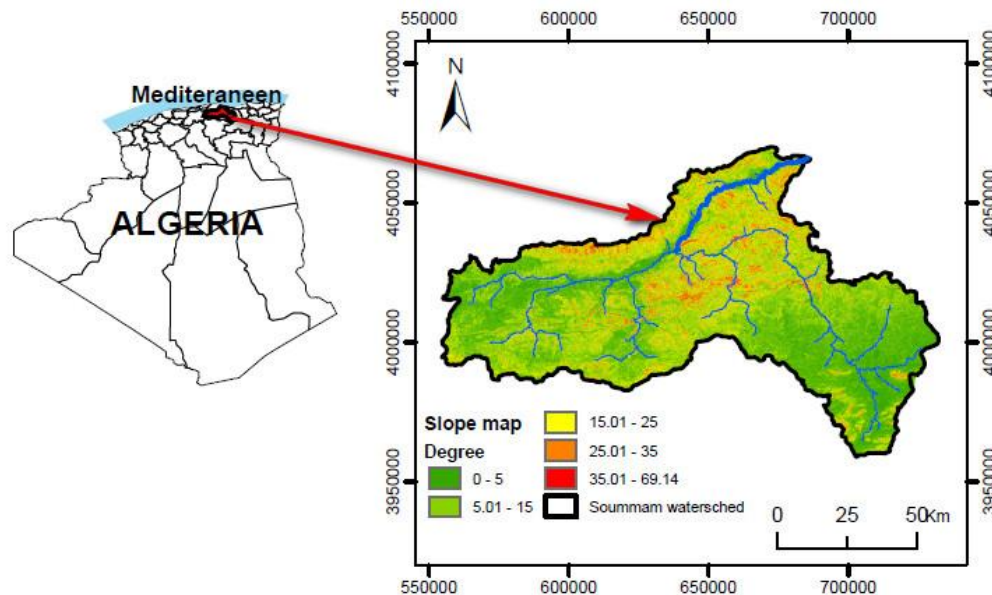 Mediteraneen
ALGERIA
550000 600000 650000 700000
4100000
4050000
4000000
3950000
N
4100000
4050000
4000000
3950000
Slope map
Degree
0 - 5
5.01 - 15
15.01 - 25
25.01 - 35
35.01 - 69.14
Soummam watersched
0 25 50Km
550000 600000 650000 700000